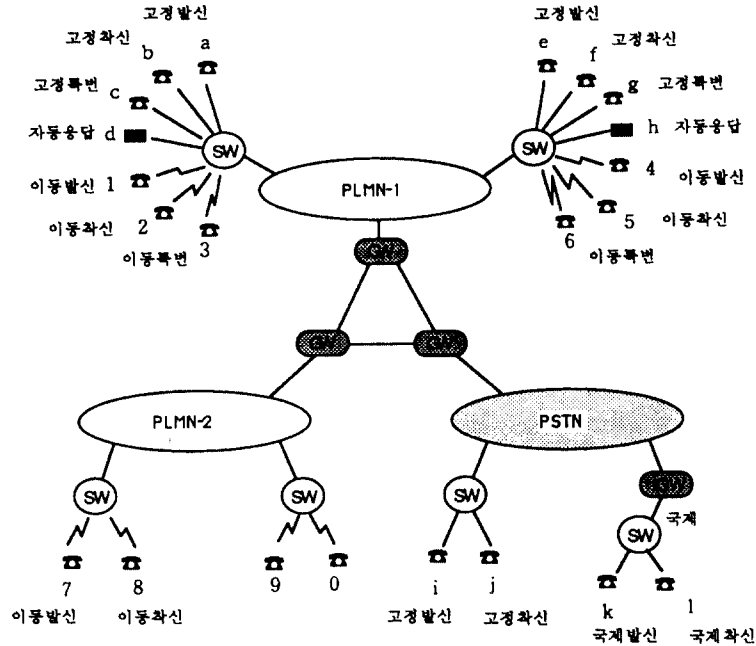 고정발신
고정착신 b a
고정특번 c
자동응답 d
이동발신 1
이동착신 2
이동특번 3
SW
고정발신
e f 고정착신
g 고정특번
h 자동응답
4 이동발신
5 이동착신
6 이동특번
SW
PLMN-1
GW
GW GW
PLMN-2 PSTN
SW SW SW GW
국제
SW
7 8 9 0 i j k l
이동발신 이동착신 고정발신 고정착신 국제발신 국제착신